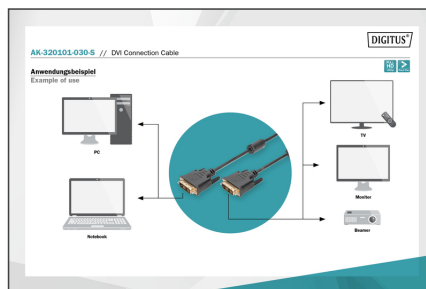 DIGITUS®
AK-320101-030-S // DVI Connection Cable
Anwendungsbeispiel
Example of use
PC
TV
Notebook
Monitor
Beamer